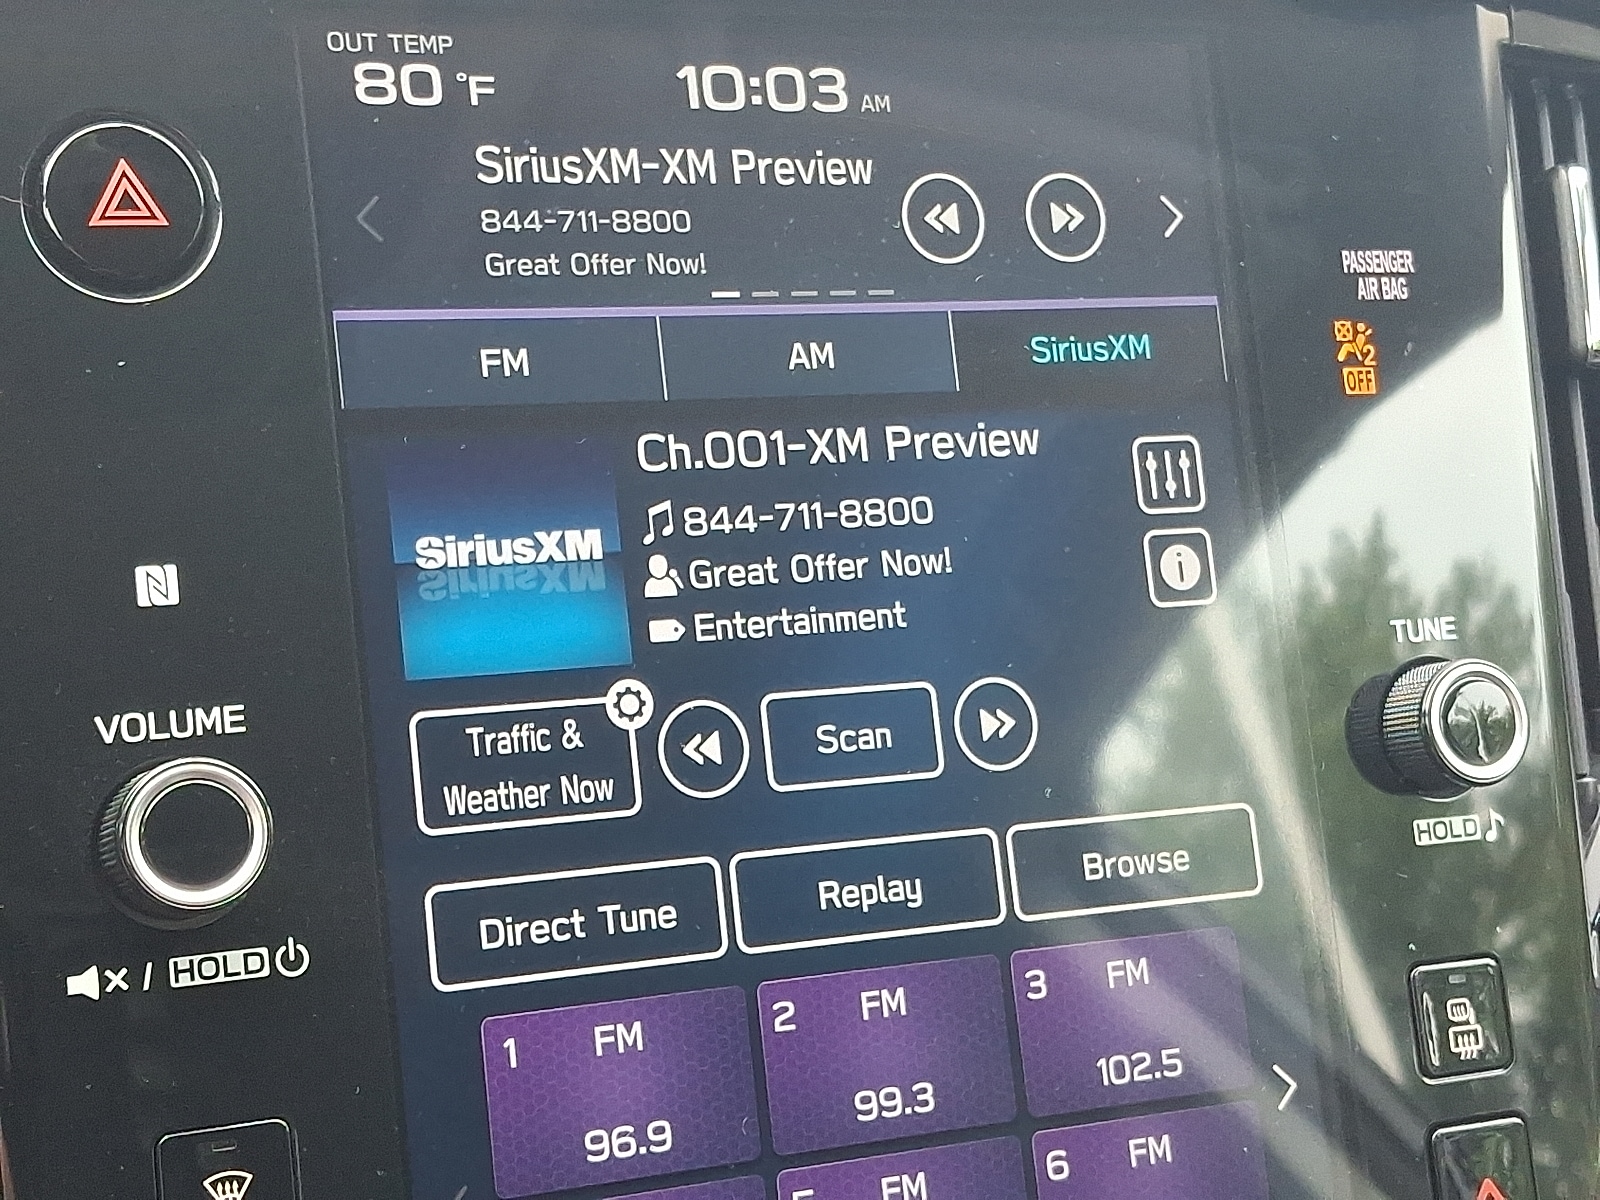 OUT TEMP
80 °F
10:03 AM
SiriusXM-XM Preview
844-711-8800
Great Offer Now!
PASSENGER
AIR BAG
2
OFF
FM
AM
SiriusXM
Ch.001-XM Preview
844-711-8800
Great Offer Now!
Entertainment
SiriusXM
TUNE
HOLD
VOLUME
Traffic &
Weather Now
Scan
Direct Tune
Replay
Browse
HOLD
1 FM
96.9
2 FM
99.3
3 FM
102.5
FM
6 FM